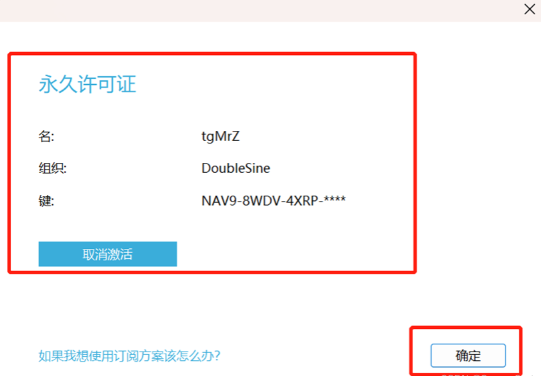 永久许可证
名: tgMrZ
组织: DoubleSine
键: NAV9-8WDV-4XRP-****
取消激活
如果我想使用订阅方案该怎么办?
确定